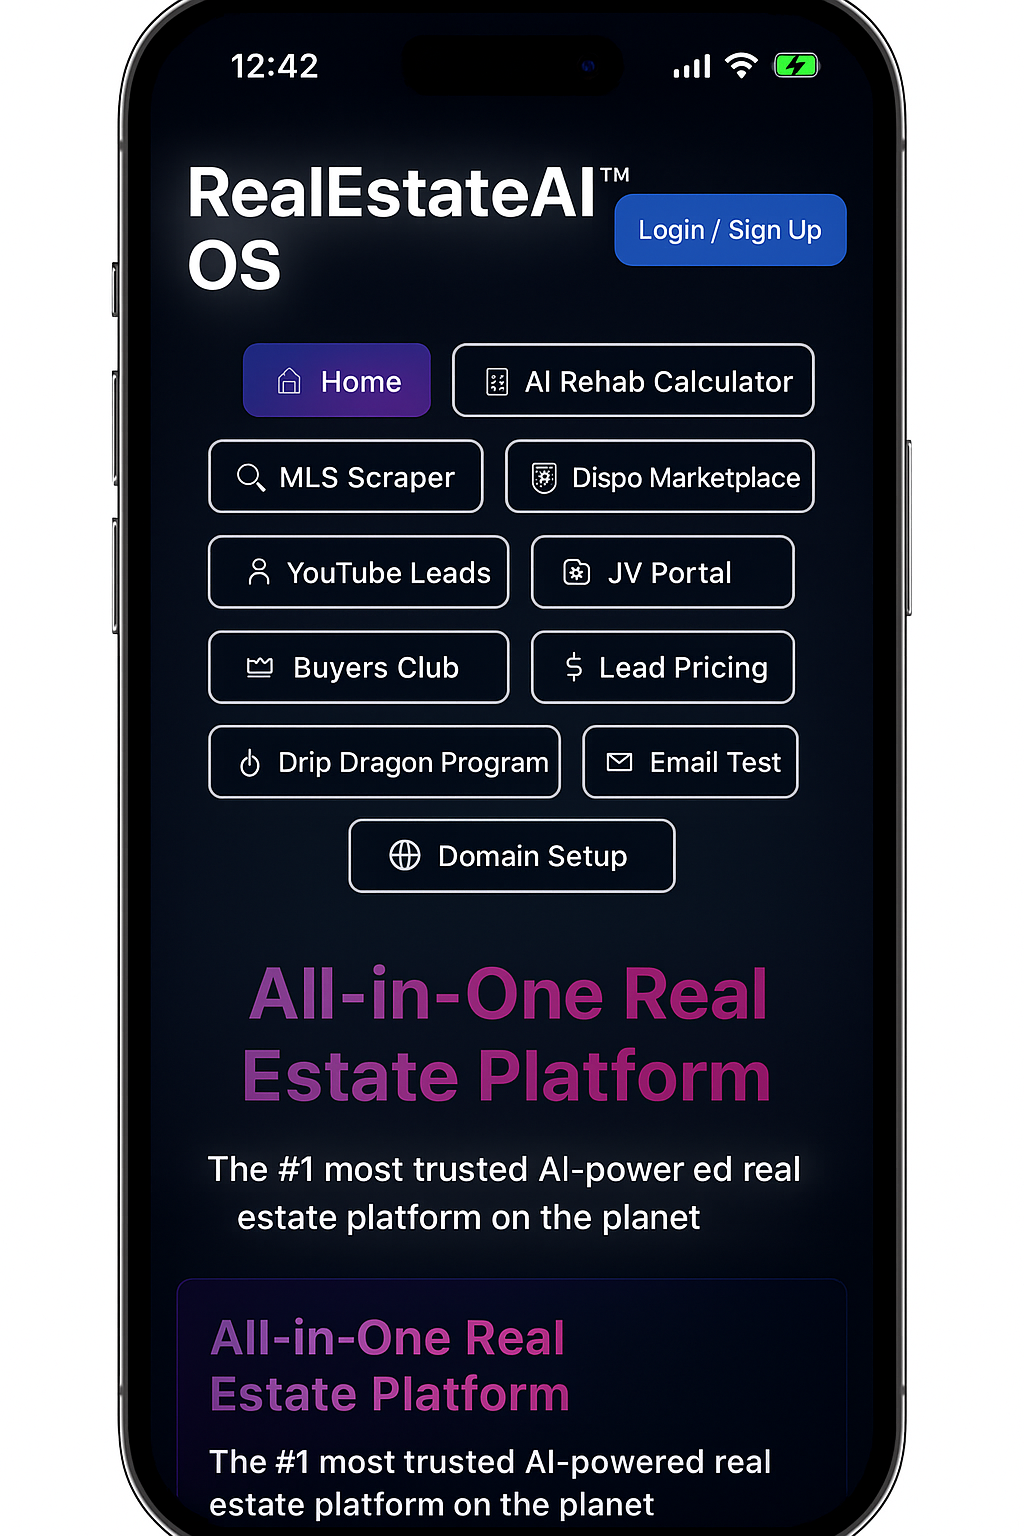 12:42
RealEstateAI™
OS
Login / Sign Up
Home
AI Rehab Calculator
MLS Scraper
Dispo Marketplace
YouTube Leads
JV Portal
Buyers Club
Lead Pricing
Drip Dragon Program
Email Test
Domain Setup
All-in-One Real
Estate Platform
The #1 most trusted AI-power ed real
estate platform on the planet
All-in-One Real
Estate Platform
The #1 most trusted AI-powered real
estate platform on the planet